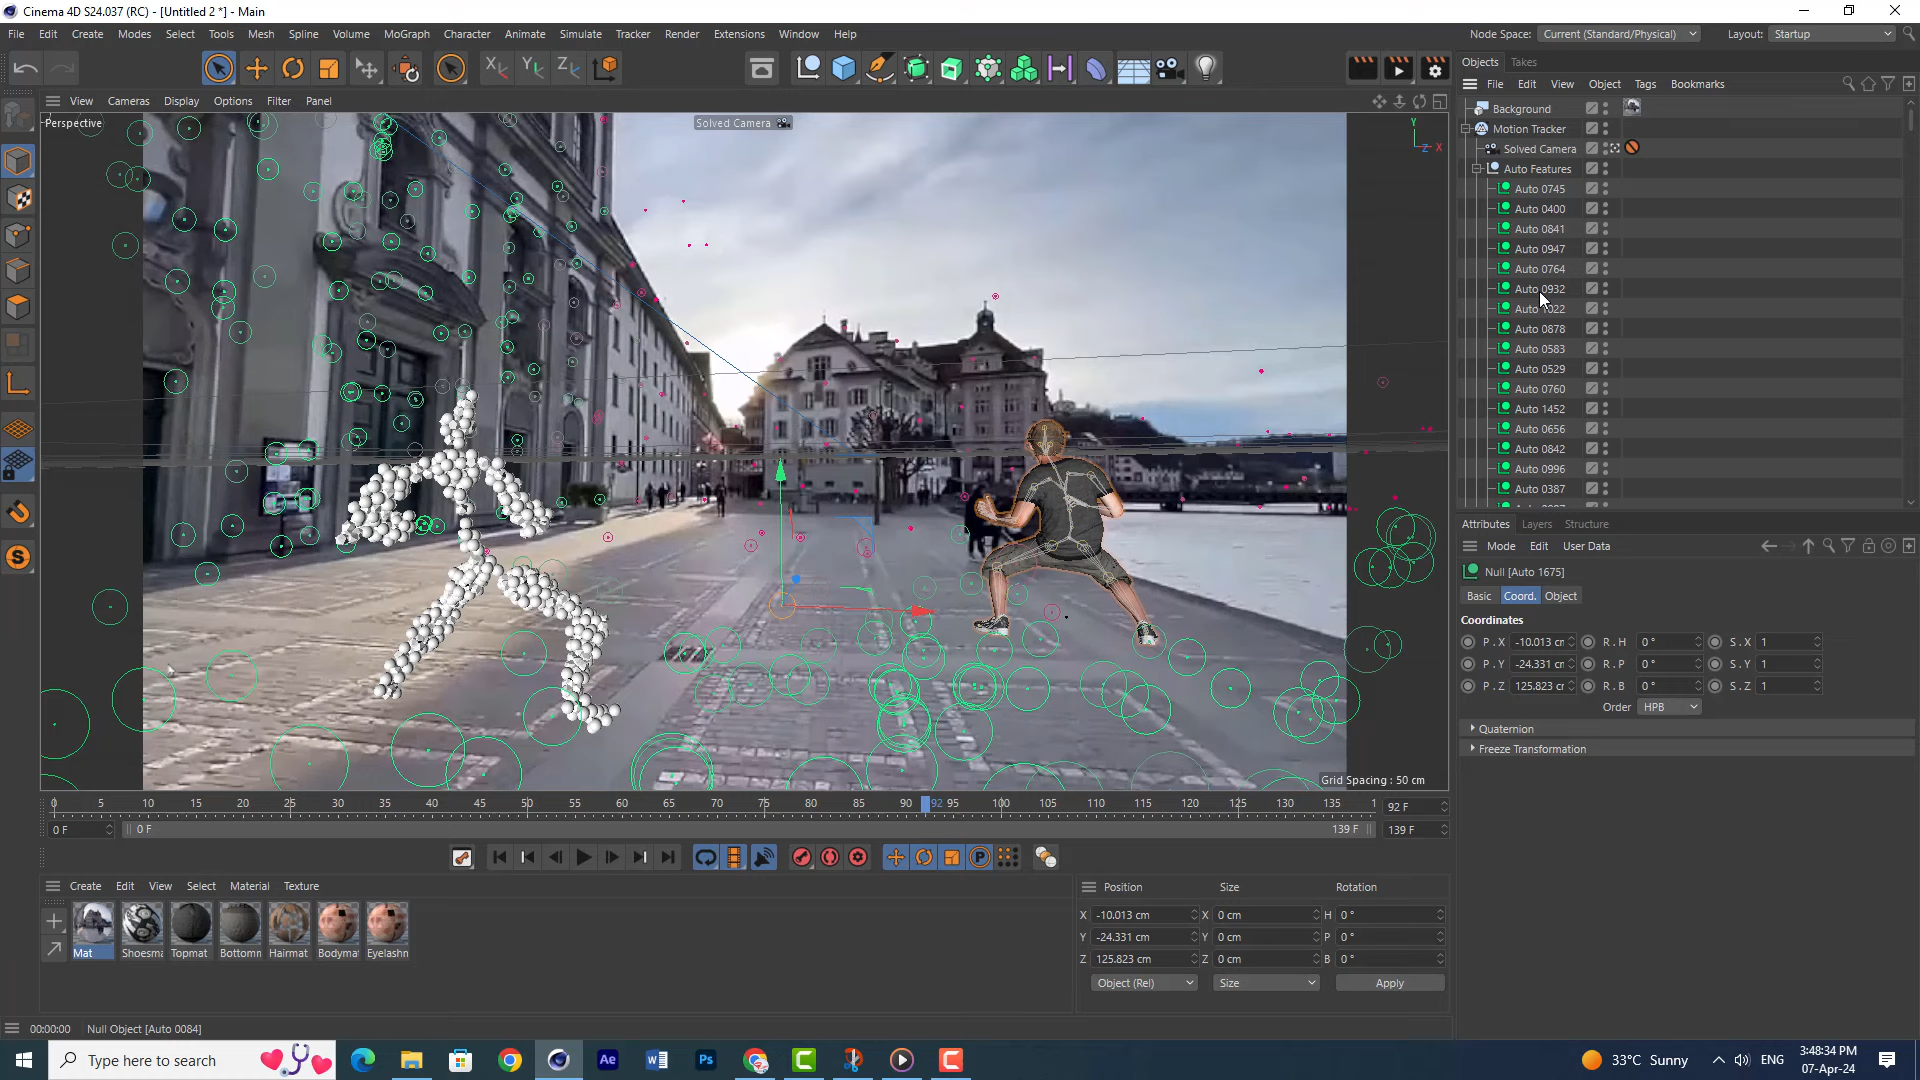 Cinema 4D S24.037 (RC) - [Untitled 2 *] - Main
File Edit Create Modes Select Tools Mesh Spline Volume MoGraph Character Animate Simulate Tracker Render Extensions Window Help
Node Space: Current (Standard/Physical) Layout: Startup
Objects Takes
File Edit View Object Tags Bookmarks
View Cameras Display Options Filter Panel
Perspective
Solved Camera
Y
Z X
Background
Motion Tracker
Solved Camera
Auto Features
Auto 0745
Auto 0400
Auto 0841
Auto 0947
Auto 0764
Auto 0932
Auto 1022
Auto 0878
Auto 0583
Auto 0529
Auto 0760
Auto 1452
Auto 0656
Auto 0842
Auto 0996
Auto 0387
Attributes Layers Structure
Mode Edit User Data
Null [Auto 1675]
Basic Coord. Object
Coordinates
P . X -10.013 cm R . H 0 ° S . X 1
P . Y -24.331 cm R . P 0 ° S . Y 1
P . Z 125.823 cm R . B 0 ° S . Z 1
Order HPB
Quaternion
Freeze Transformation
Grid Spacing : 50 cm
0 5 10 15 20 25 30 35 40 45 50 55 60 65 70 75 80 85 90 92 95 100 105 110 115 120 125 130 135 1 92 F
0 F 0 F 139 F 139 F
Create Edit View Select Material Texture
Mat Shoesma Topmat Bottomn Hairmat Bodymat Eyelashn
Position Size Rotation
X -10.013 cm X 0 cm H 0 °
Y -24.331 cm Y 0 cm P 0 °
Z 125.823 cm Z 0 cm B 0 °
Object (Rel) Size Apply
00:00:00 Null Object [Auto 0084]
Type here to search
33°C Sunny ENG 3:48:34 PM
07-Apr-24